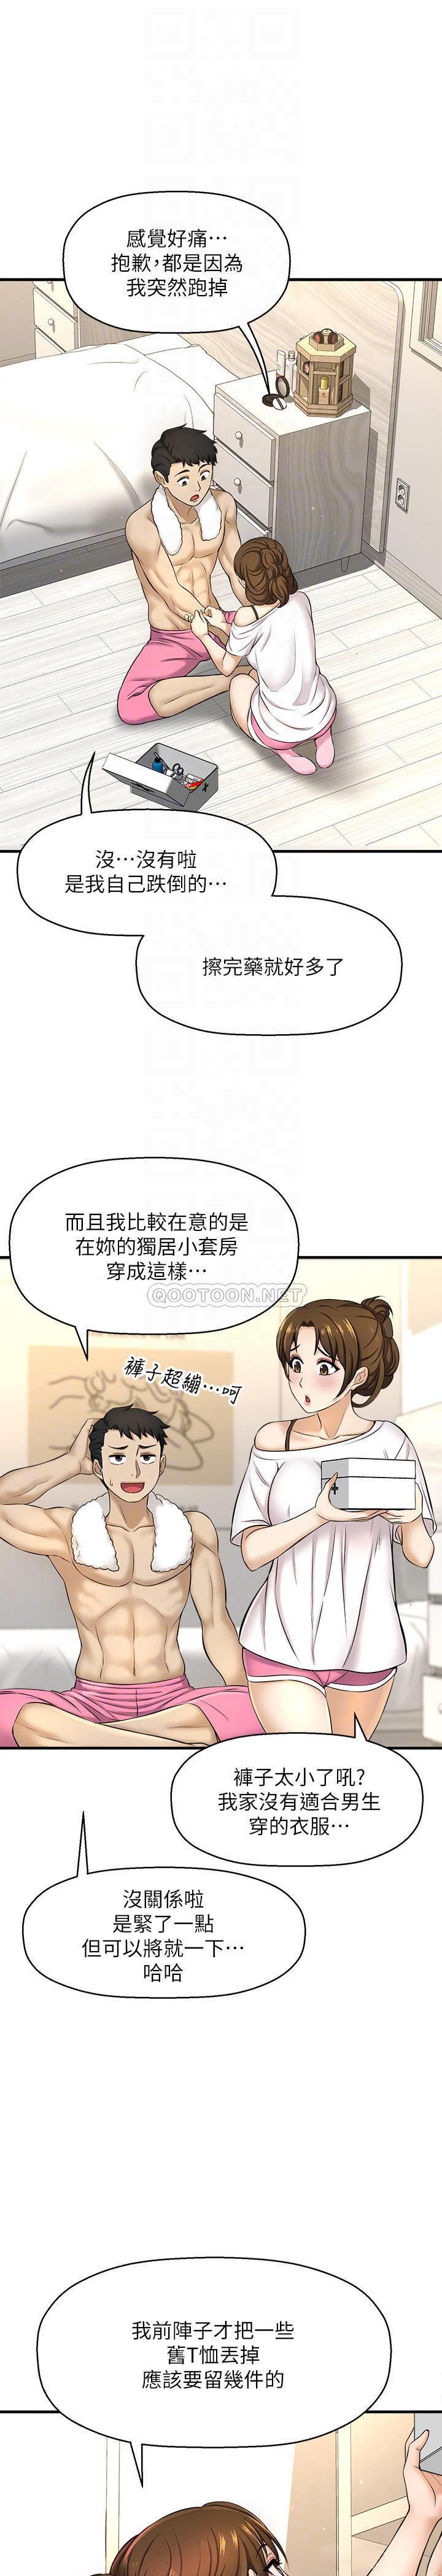 感覺好痛⋯
抱歉，都是因為
我突然跑掉
沒⋯沒有啦
是我自己跌倒的⋯
擦完藥就好多了
而且我比較在意的是
在妳的獨居小套房
穿成這樣⋯
QOOTOON.NET
褲子超繃⋯呵
褲子太小了吼?
我家沒有適合男生
穿的衣服⋯
沒關係啦
是緊了一點
但可以將就一下⋯
哈哈
我前陣子才把一些
舊T恤丟掉
應該要留幾件的